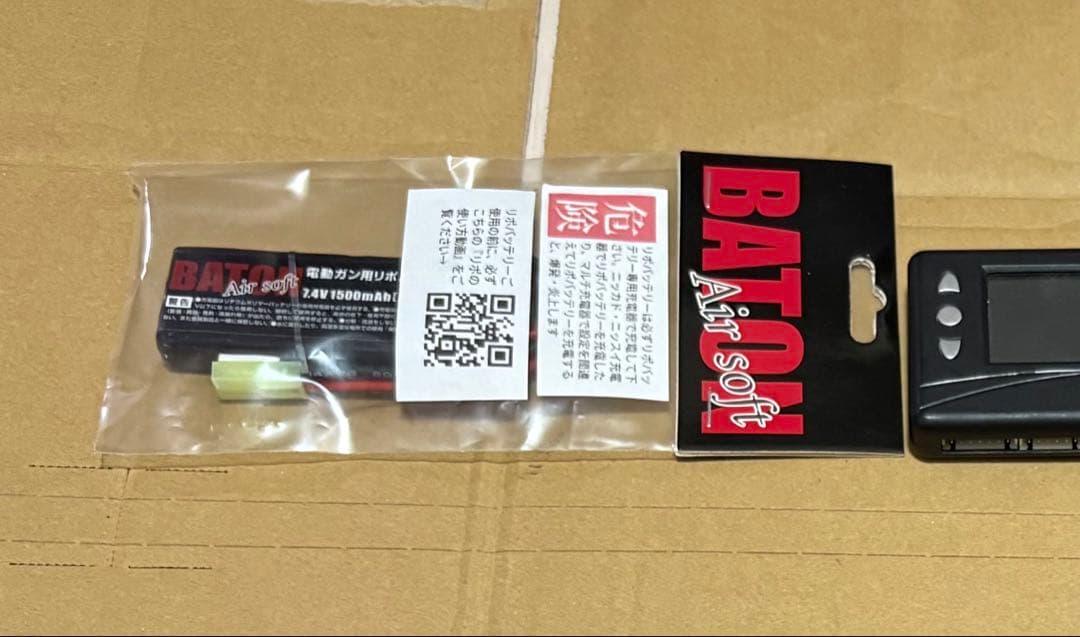 BATON
Air soft
電動ガン用リポ
7.4V 1500mAh
警告
リポバッテリーご
使用の前に、必ず
こちらの『リポの
使い方動画』をご
覧ください→
危険
リポバッテリーは必ずリポバッ
テリー専用充電器で充電して下
さい。ニッカド・ニッスイ充電
器でリポバッテリーを充電した
り、マルチ充電器で設定を間違
えてリポバッテリーを充電する
と、爆発・炎上します
BATON
Air soft